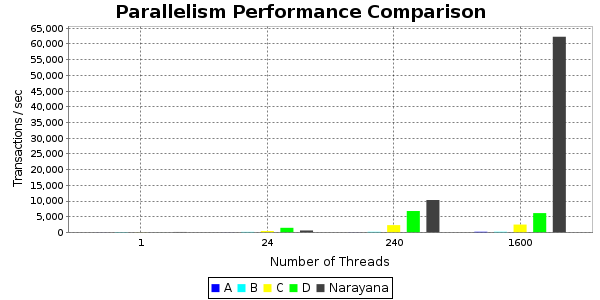 Parallelism Performance Comparison
65,000
60,000
55,000
50,000
45,000
40,000
35,000
30,000
25,000
20,000
15,000
10,000
5,000
0
Transactions / sec
1 24 240 1600
Number of Threads
A B C D Narayana